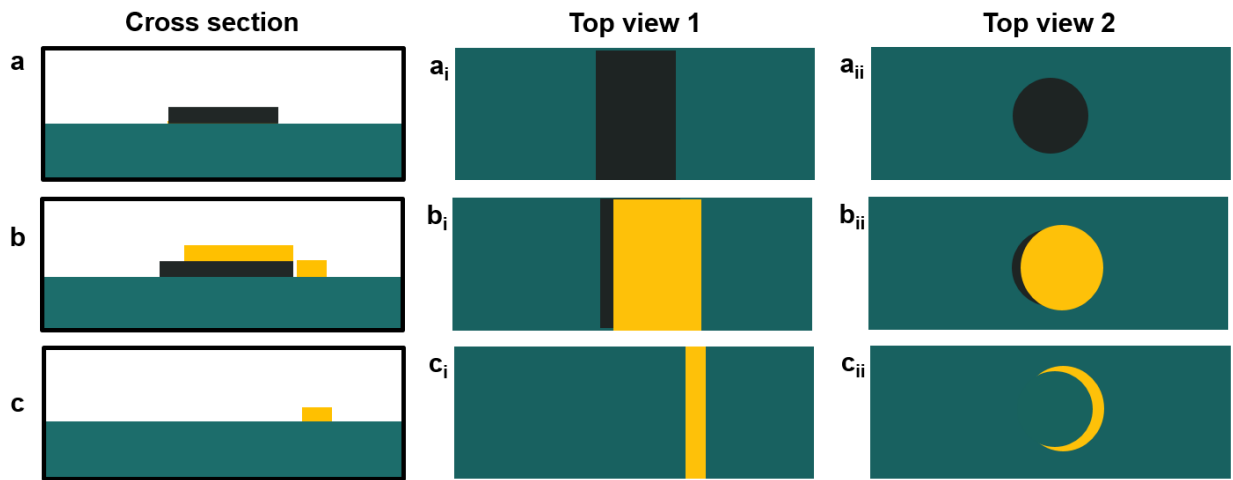 Cross section
Top view 1
Top view 2
a
ai
aii
b
bi
bii
c
ci
cii